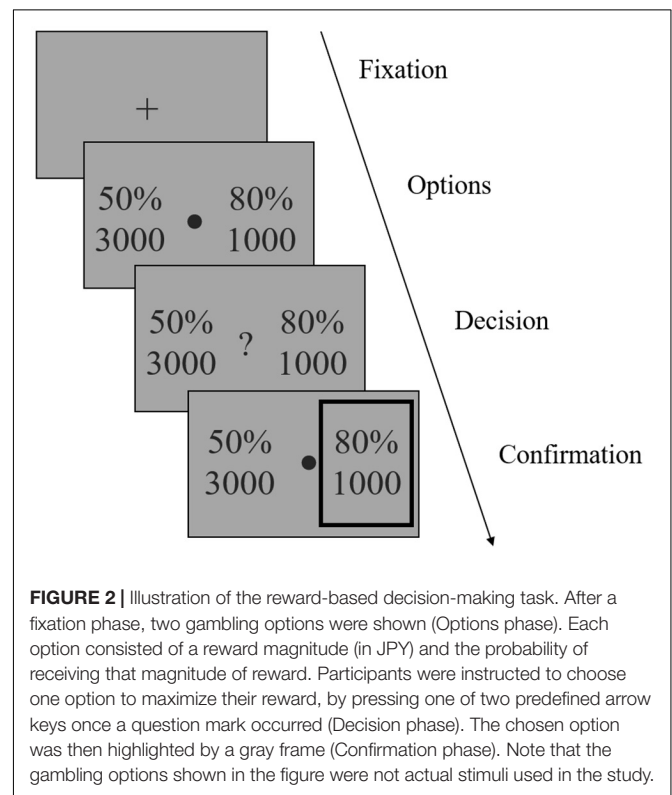 +
Fixation
50% 80%
3000 ● 1000
Options
50% 80%
3000 ? 1000
Decision
50% 80%
3000 ● 1000
Confirmation
FIGURE 2 | Illustration of the reward-based decision-making task. After a
fixation phase, two gambling options were shown (Options phase). Each
option consisted of a reward magnitude (in JPY) and the probability of
receiving that magnitude of reward. Participants were instructed to choose
one option to maximize their reward, by pressing one of two predefined arrow
keys once a question mark occurred (Decision phase). The chosen option
was then highlighted by a gray frame (Confirmation phase). Note that the
gambling options shown in the figure were not actual stimuli used in the study.